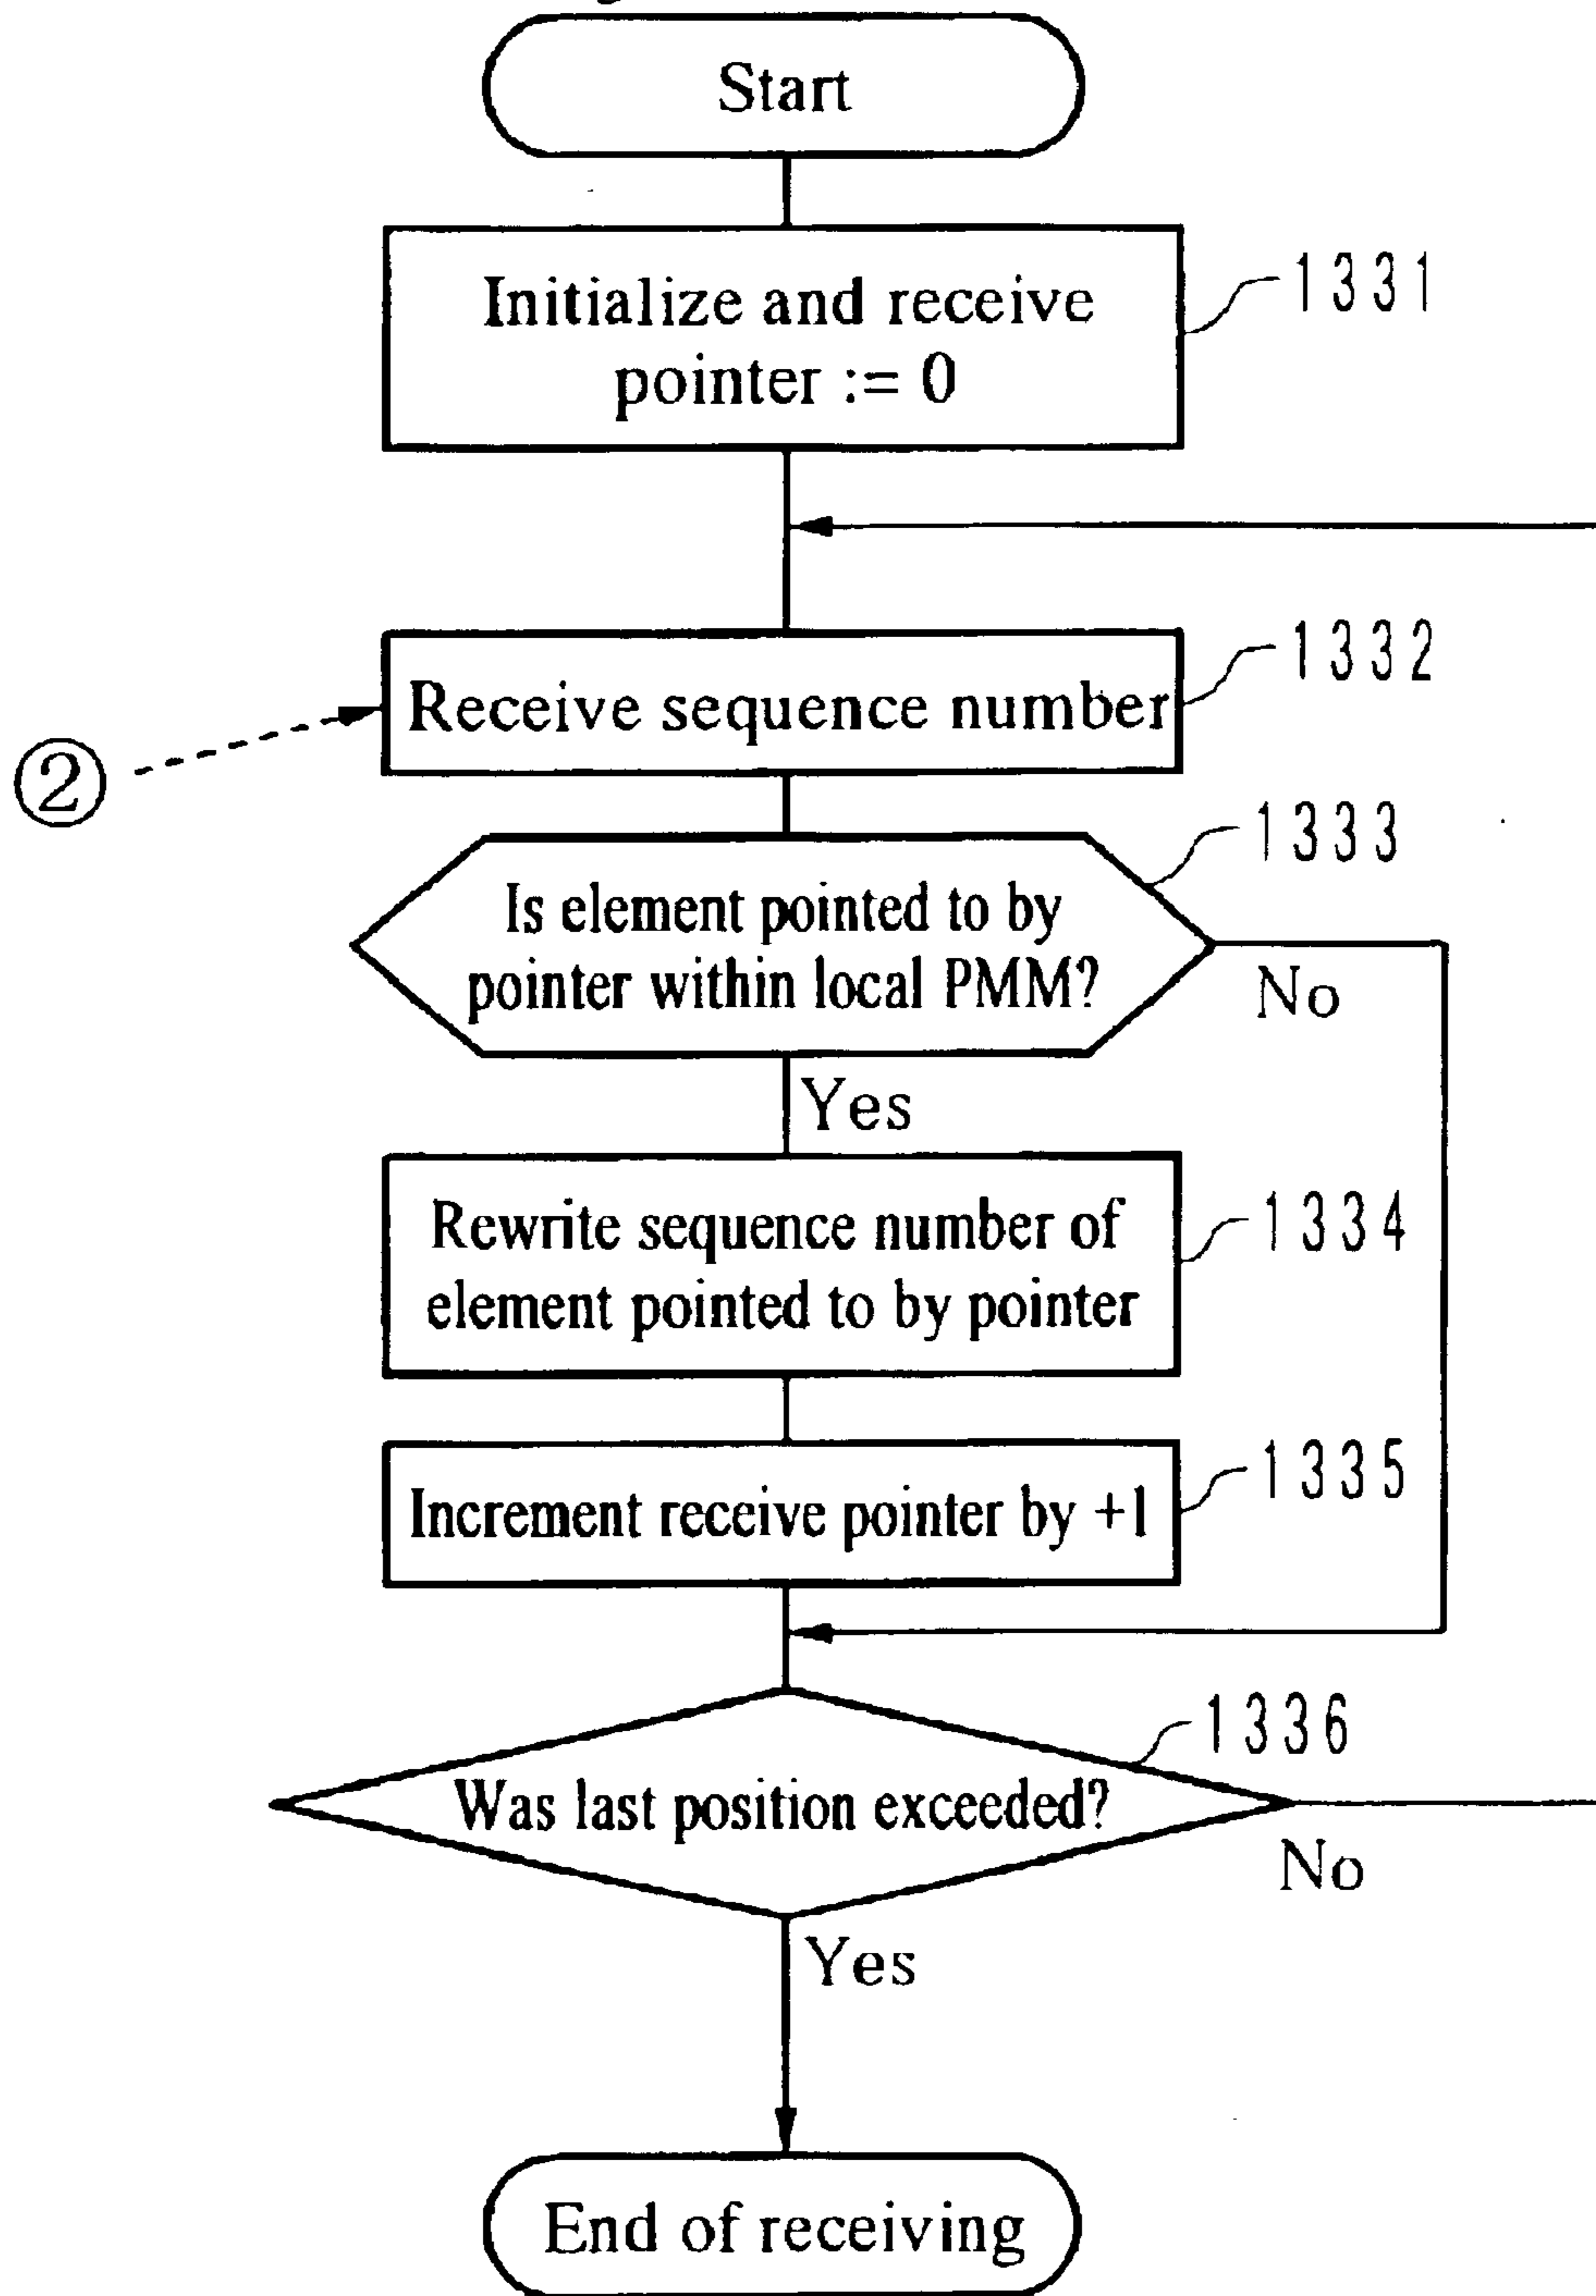 Start
Initialize and receive
pointer := 0
1331
Receive sequence number
1332
②
Is element pointed to by
pointer within local PMM?
1333
No
Yes
Rewrite sequence number of
element pointed to by pointer
1334
Increment receive pointer by +1
1335
Was last position exceeded?
1336
No
Yes
End of receiving